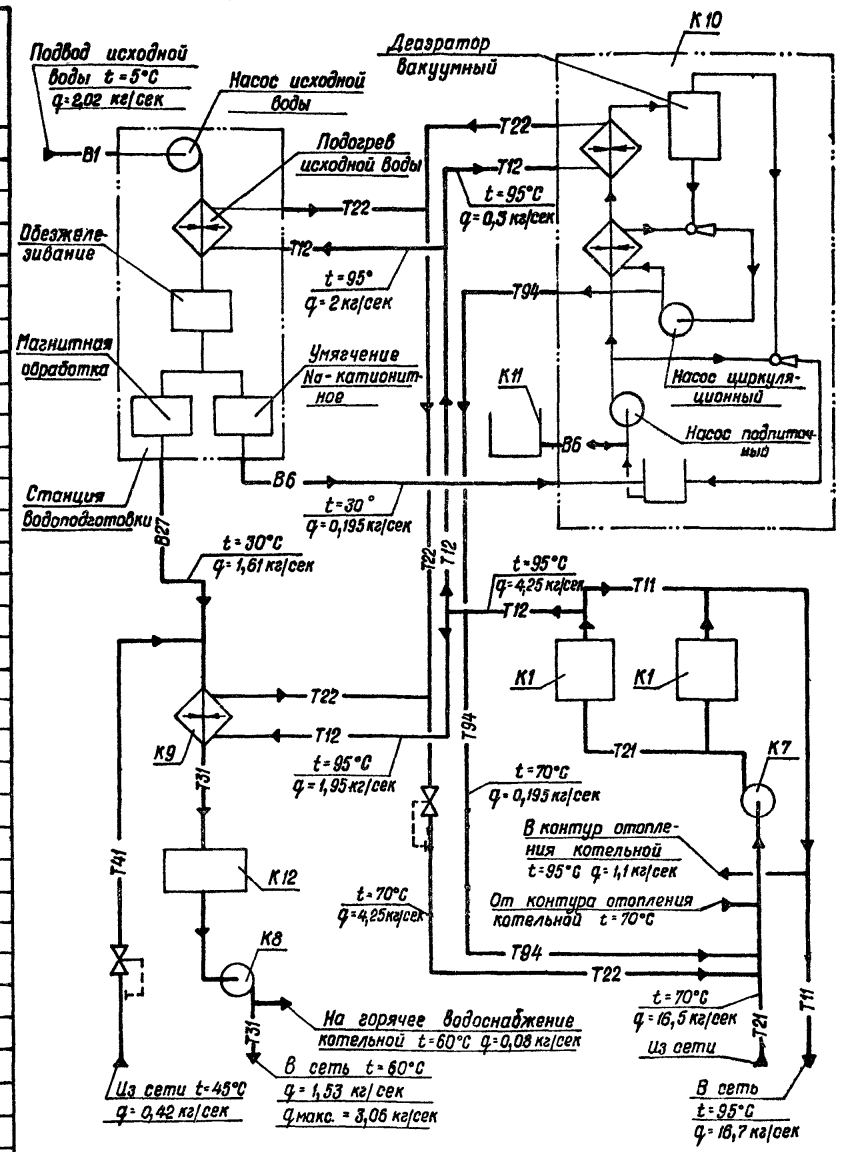 К10
Подвод исходной
воды t=5°С
q=2,02 кг/сек
Насос исходной
воды
Деаэратор
вакуумный
В1
Подогрев
исходной воды
Т22
Т12
t=95°С
q=0,3 кг/сек
Т22
Обезжеле-
зивание
Т12
t=95°
q=2 кг/сек
Т94
Магнитная
обработка
Умягчение
Na-катионит-
ное
К11
Насос циркуля-
ционный
Насос подпиточ-
ный
В6
Станция
водоподготовки
В6
t=30°
q=0,195 кг/сек
В27
t=30°С
q=1,61 кг/сек
Т22
Т12
t=95°С
q=4,25 кг/сек
Т12
Т11
К1
К1
Т22
Т12
К9
Т31
t=95°С
q=1,95 кг/сек
Т94
Т21
К7
t=70°С
q=0,195 кг/сек
В контур отопле-
ния котельной
t=95°С q=1,1 кг/сек
Т41
К12
t=70°С
q=4,25 кг/сек
От контура отопления
котельной t=70°С
К8
Т94
Т22
t=70°С
q=16,5 кг/сек
Из сети
Т21
Т11
На горячее водоснабжение
котельной t=60°С q=0,08 кг/сек
Т31
В сеть t=60°С
q=1,53 кг/сек
qмакс.=3,06 кг/сек
Из сети t=45°С
q=0,42 кг/сек
В сеть
t=95°С
q=16,7 кг/сек